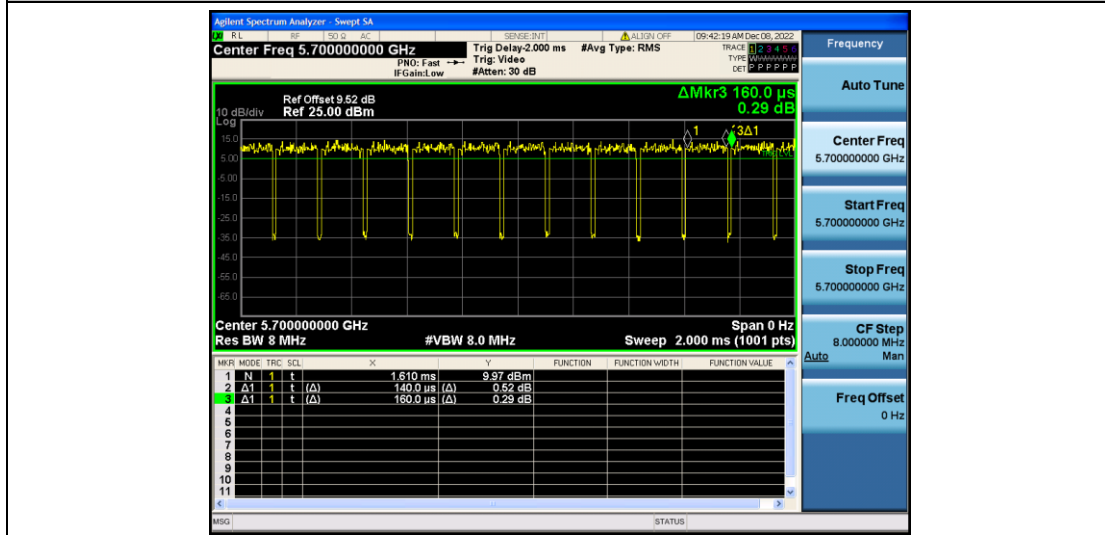 Agilent Spectrum Analyzer - Swept SA
RL RF 50 Ω AC SENSE:INT ALIGN OFF 09:42:19 AM Dec 08, 2022
Center Freq 5.700000000 GHz
PNO: Fast
IFGain:Low
Trig Delay-2.000 ms
Trig: Video
#Atten: 30 dB
#Avg Type: RMS
TRACE 1 2 3 4 5 6
TYPE
DET P P P P P P
ΔMkr3 160.0 µs
0.29 dB
Ref Offset 9.52 dB
10 dB/div Ref 25.00 dBm
Log
1 3Δ1
15.0
5.00
-5.00
-15.0
-25.0
-35.0
-45.0
-55.0
-65.0
Center 5.700000000 GHz Span 0 Hz
Res BW 8 MHz #VBW 8.0 MHz Sweep 2.000 ms (1001 pts)
MKR MODE TRC SCL X Y FUNCTION FUNCTION WIDTH FUNCTION VALUE
1 N 1 t 1.610 ms 9.97 dBm
2 Δ1 1 t (Δ) 140.0 µs (Δ) 0.52 dB
3 Δ1 1 t (Δ) 160.0 µs (Δ) 0.29 dB
4
5
6
7
8
9
10
11
MSG STATUS
Frequency
Auto Tune
Center Freq
5.700000000 GHz
Start Freq
5.700000000 GHz
Stop Freq
5.700000000 GHz
CF Step
8.000000 MHz
Auto Man
Freq Offset
0 Hz